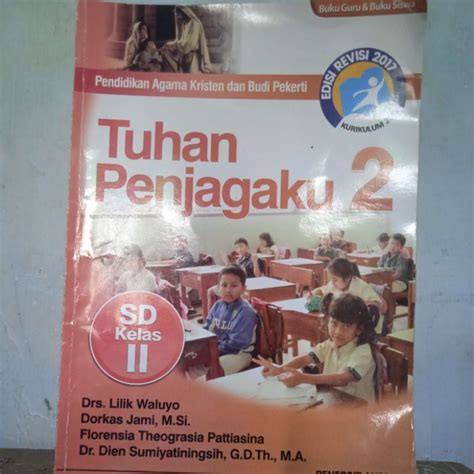 Buku Guru & Buku Siswa
EDISI REVISI 2017
KURIKULUM
Pendidikan Agama Kristen dan Budi Pekerti
Tuhan
Penjagaku 2
SD
Kelas
II
Drs. Lilik Waluyo
Dorkas Jami, M.Si.
Florensia Theograsia Pattiasina
Dr. Dien Sumiyatiningsih, G.D.Th., M.A.